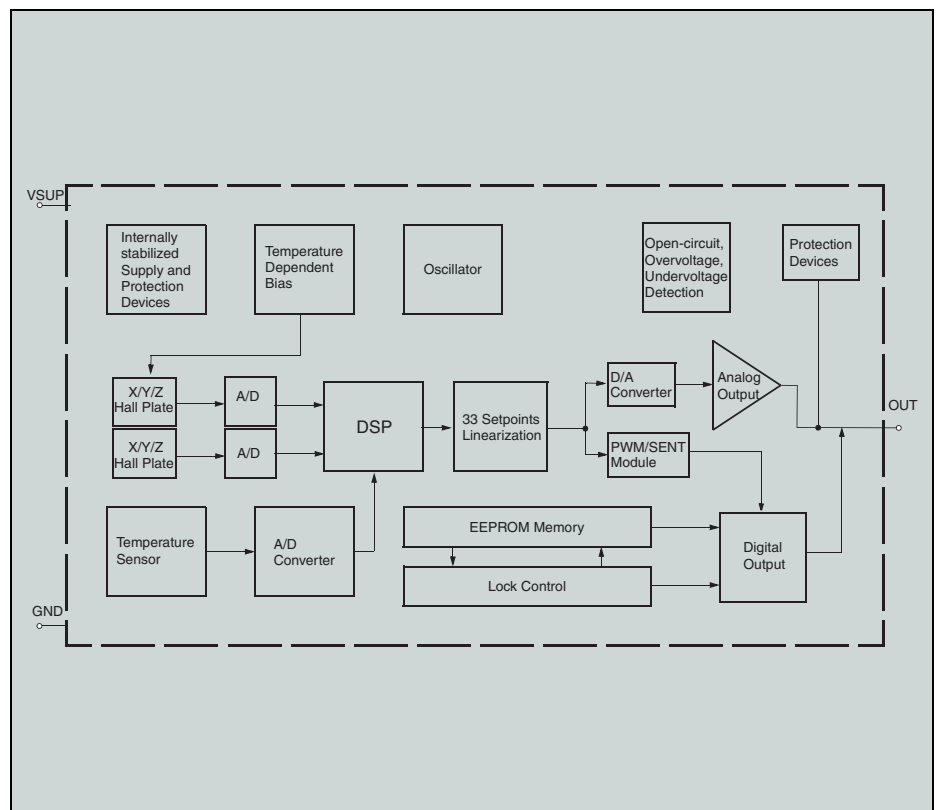 VSUP
Internally
stabilized
Supply and
Protection
Devices
Temperature
Dependent
Bias
Oscillator
Open-circuit,
Overvoltage,
Undervoltage
Detection
Protection
Devices
X/Y/Z
Hall Plate
A/D
X/Y/Z
Hall Plate
A/D
DSP
33 Setpoints
Linearization
D/A
Converter
Analog
Output
PWM/SENT
Module
OUT
Temperature
Sensor
A/D
Converter
EEPROM Memory
Lock Control
Digital
Output
GND